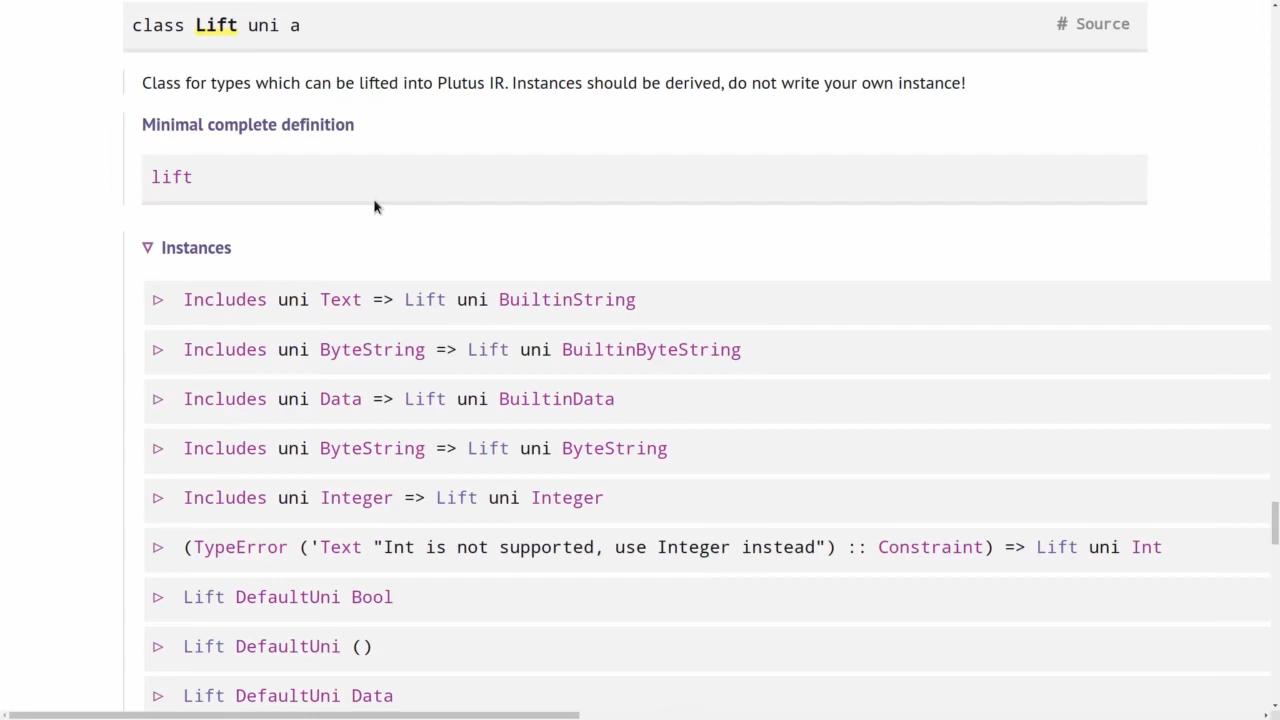 class Lift uni a # Source
Class for types which can be lifted into Plutus IR. Instances should be derived, do not write your own instance!
Minimal complete definition
lift
▽ Instances
▷ Includes uni Text => Lift uni BuiltinString
▷ Includes uni ByteString => Lift uni BuiltinByteString
▷ Includes uni Data => Lift uni BuiltinData
▷ Includes uni ByteString => Lift uni ByteString
▷ Includes uni Integer => Lift uni Integer
▷ (TypeError ('Text "Int is not supported, use Integer instead") :: Constraint) => Lift uni Int
▷ Lift DefaultUni Bool
▷ Lift DefaultUni ()
▷ Lift DefaultUni Data